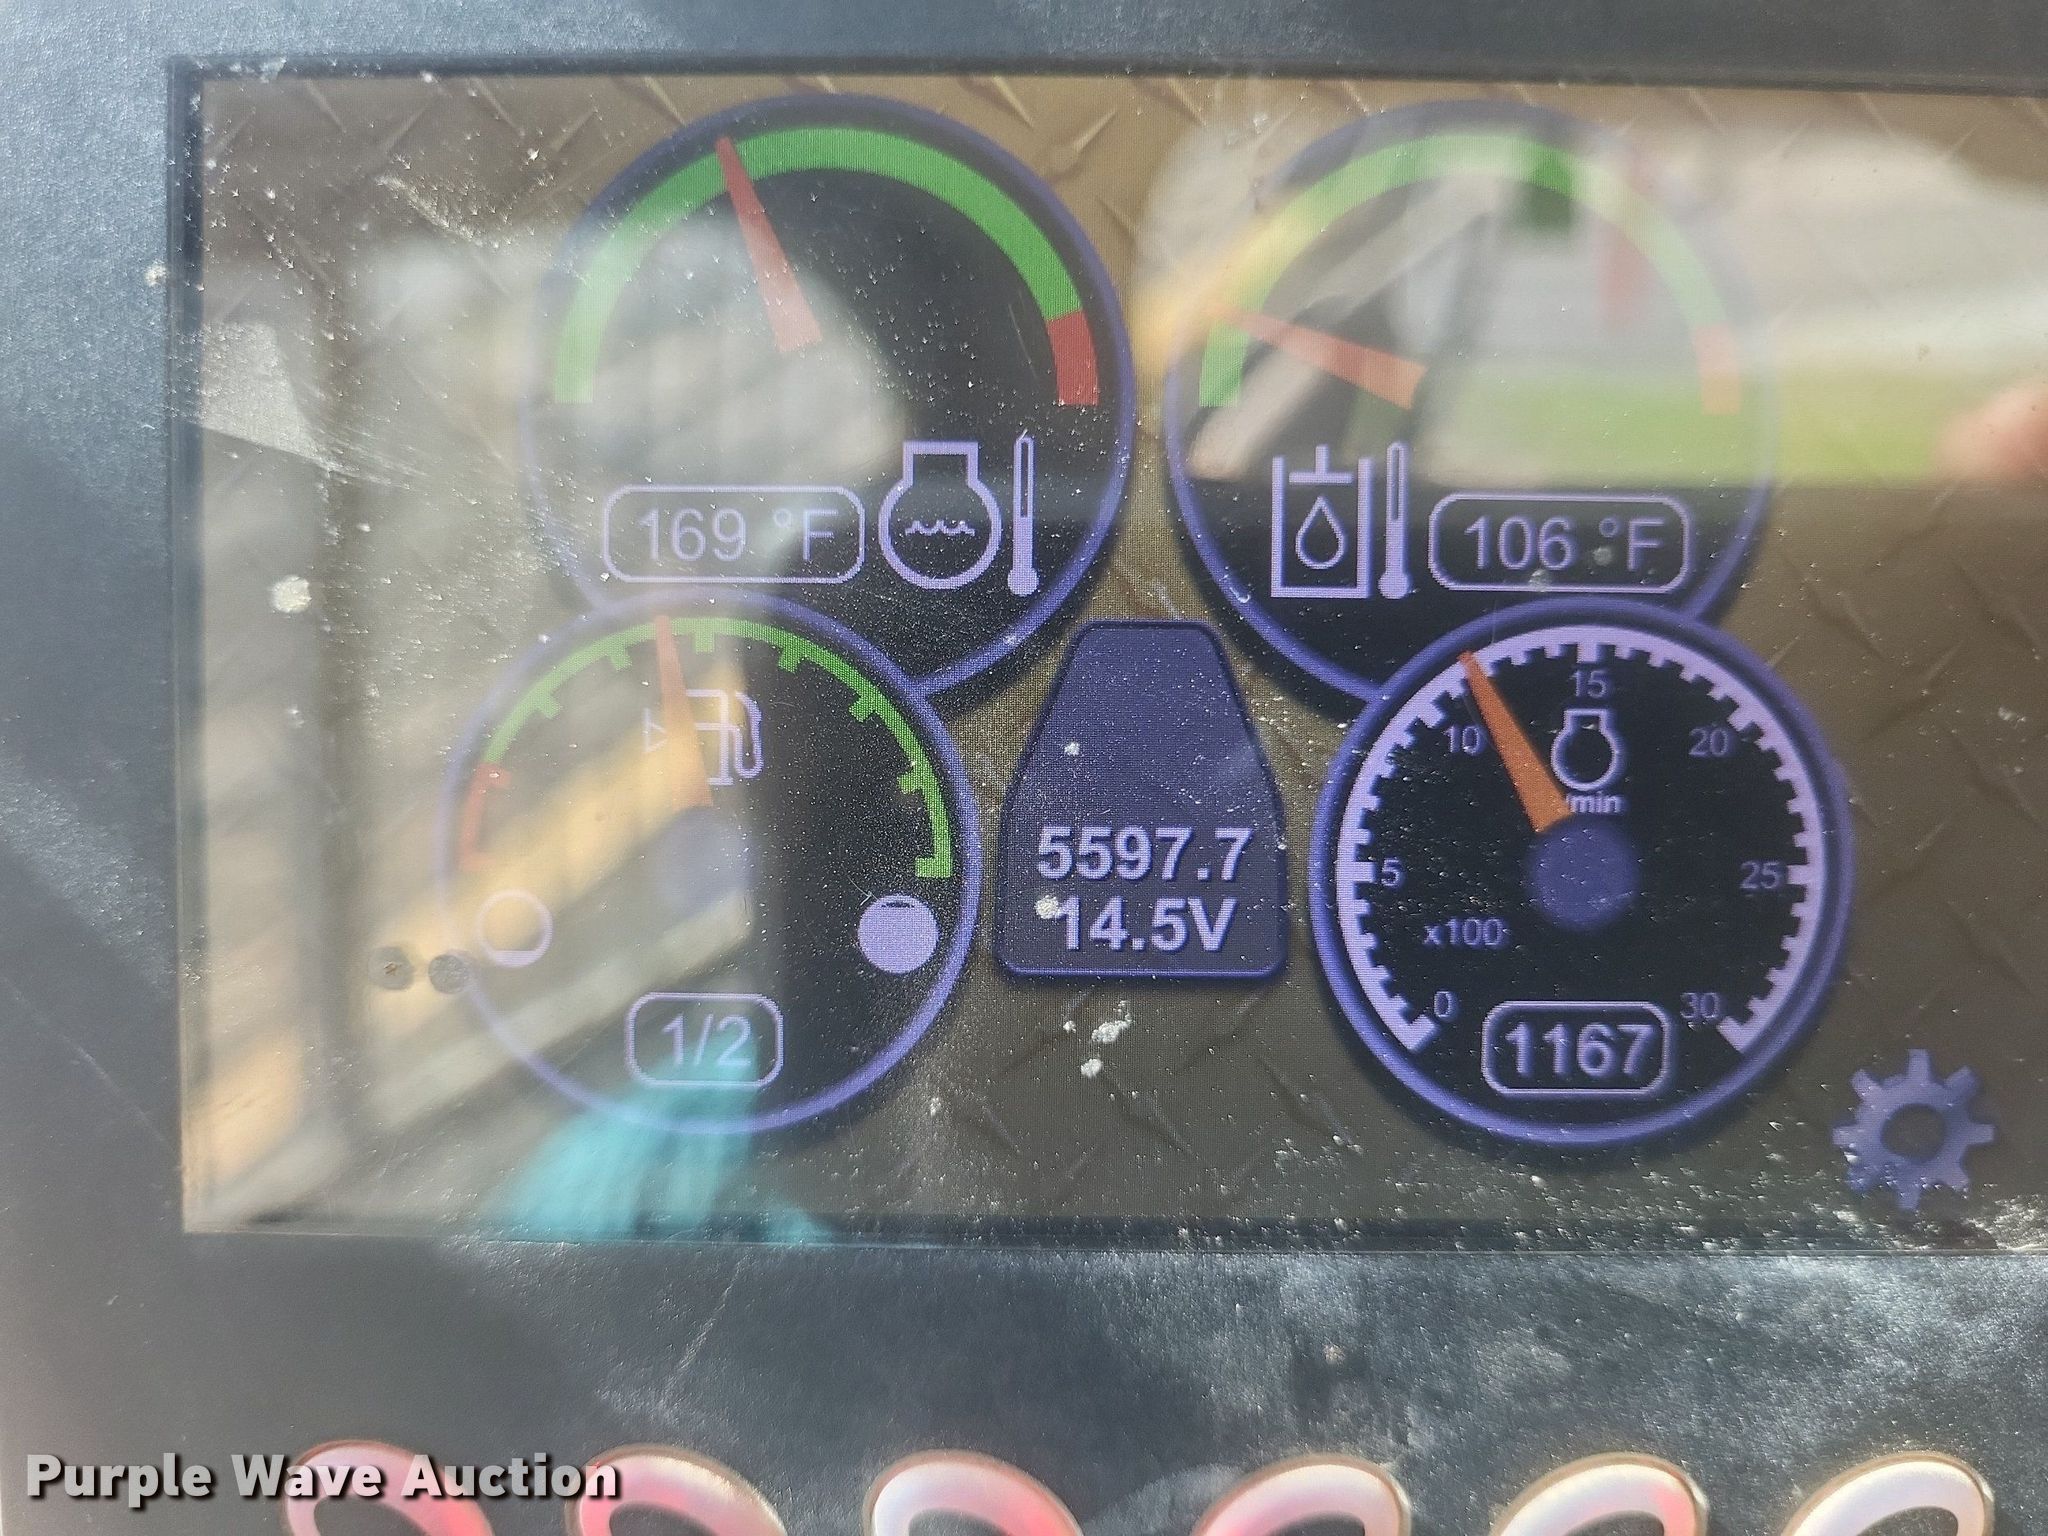 169 °F
106 °F
15
10
20
/min
5597.7
5
25
14.5V
x100
0
30
1/2
1167
Purple Wave Auction